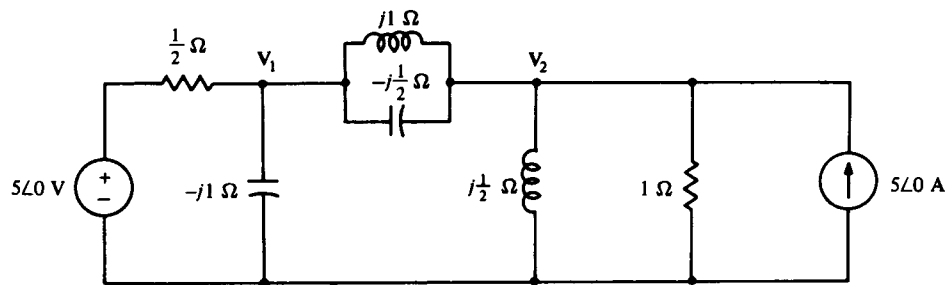 j1 Ω
1/2 Ω
V₁
-j1/2 Ω
V₂
5∠0 V
+
−
-j1 Ω
j1/2 Ω
1 Ω
5∠0 A